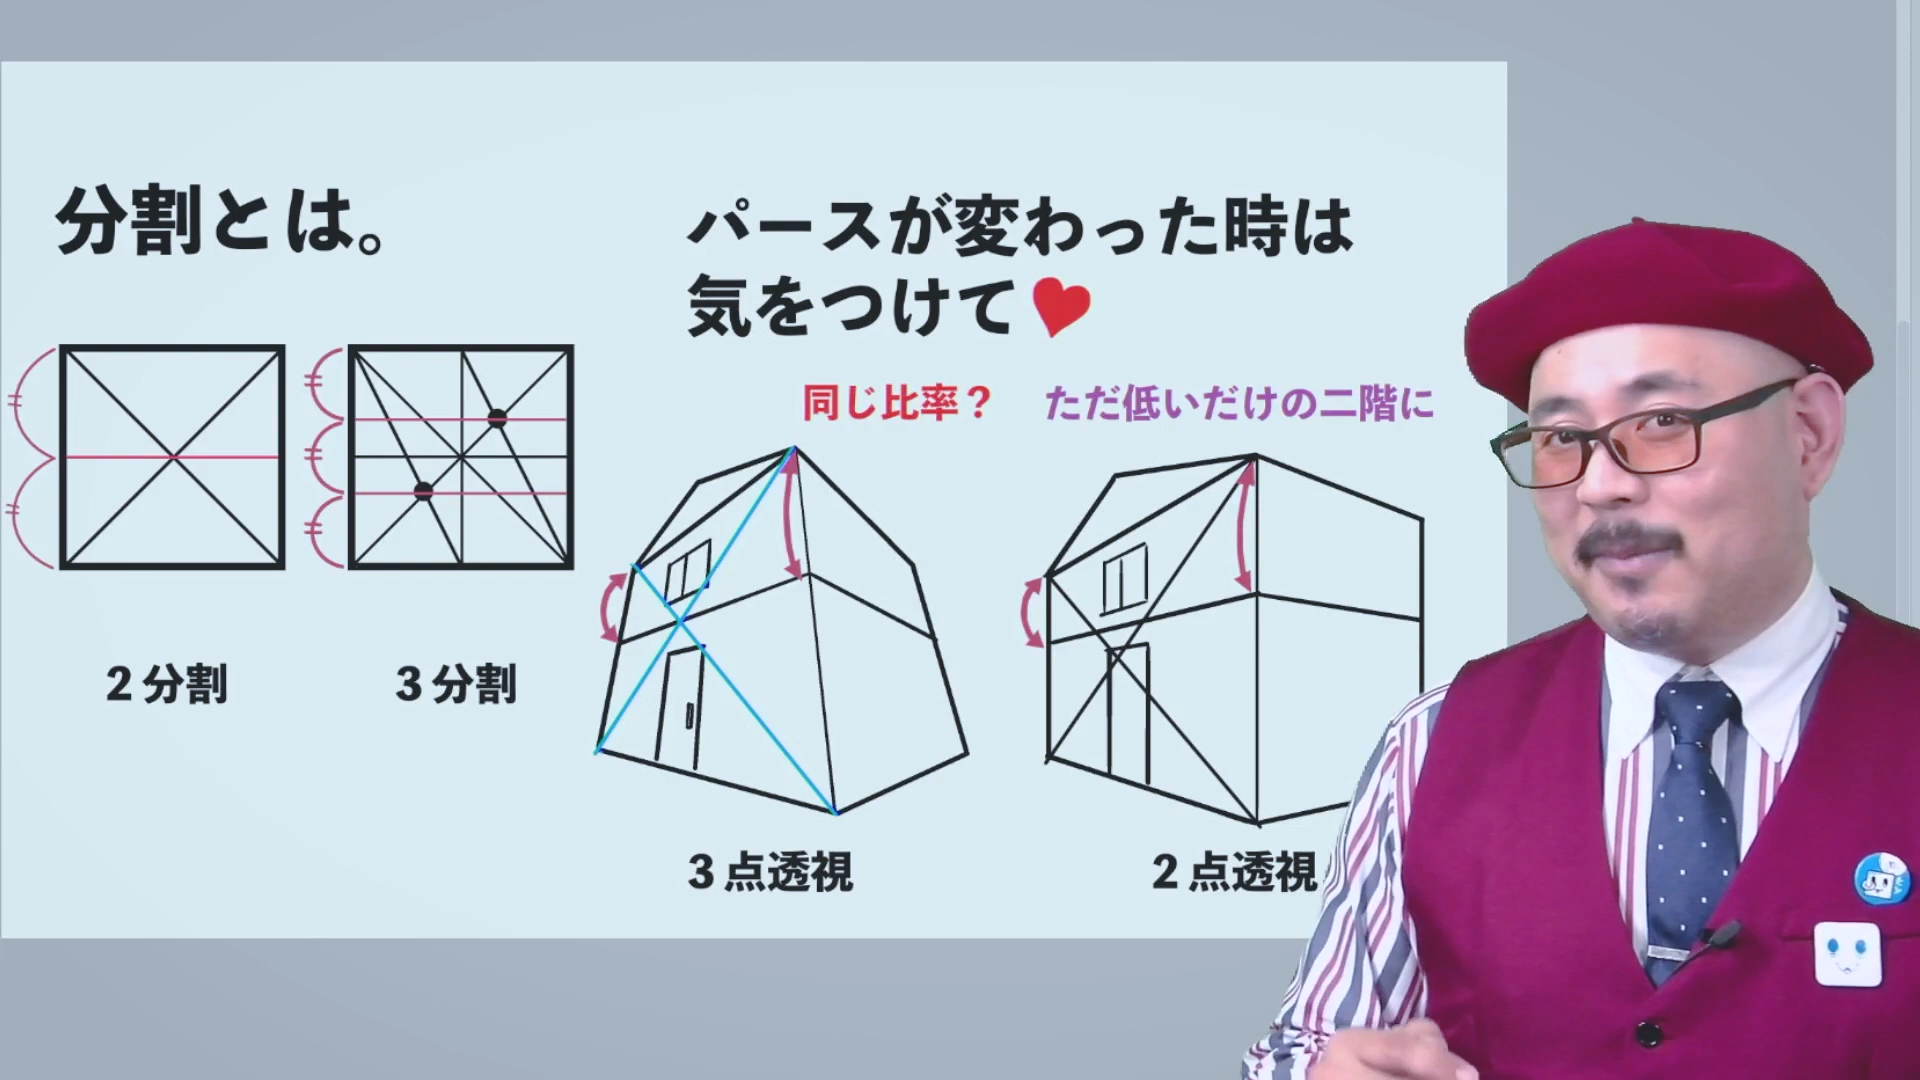 分割とは。
パースが変わった時は
気をつけて
同じ比率？
ただ低いだけの二階に
2分割
3分割
3点透視
2点透視